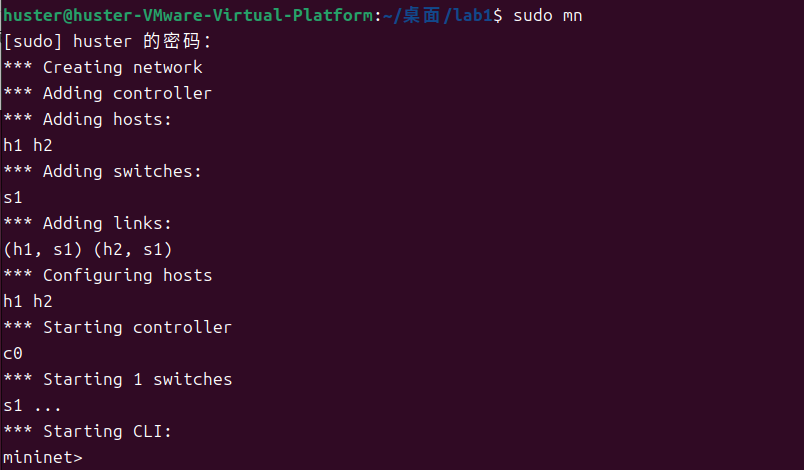 huster@huster-VMware-Virtual-Platform:~/桌面/lab1$ sudo mn
[sudo] huster 的密码：
*** Creating network
*** Adding controller
*** Adding hosts:
h1 h2
*** Adding switches:
s1
*** Adding links:
(h1, s1) (h2, s1)
*** Configuring hosts
h1 h2
*** Starting controller
c0
*** Starting 1 switches
s1 ...
*** Starting CLI:
mininet>